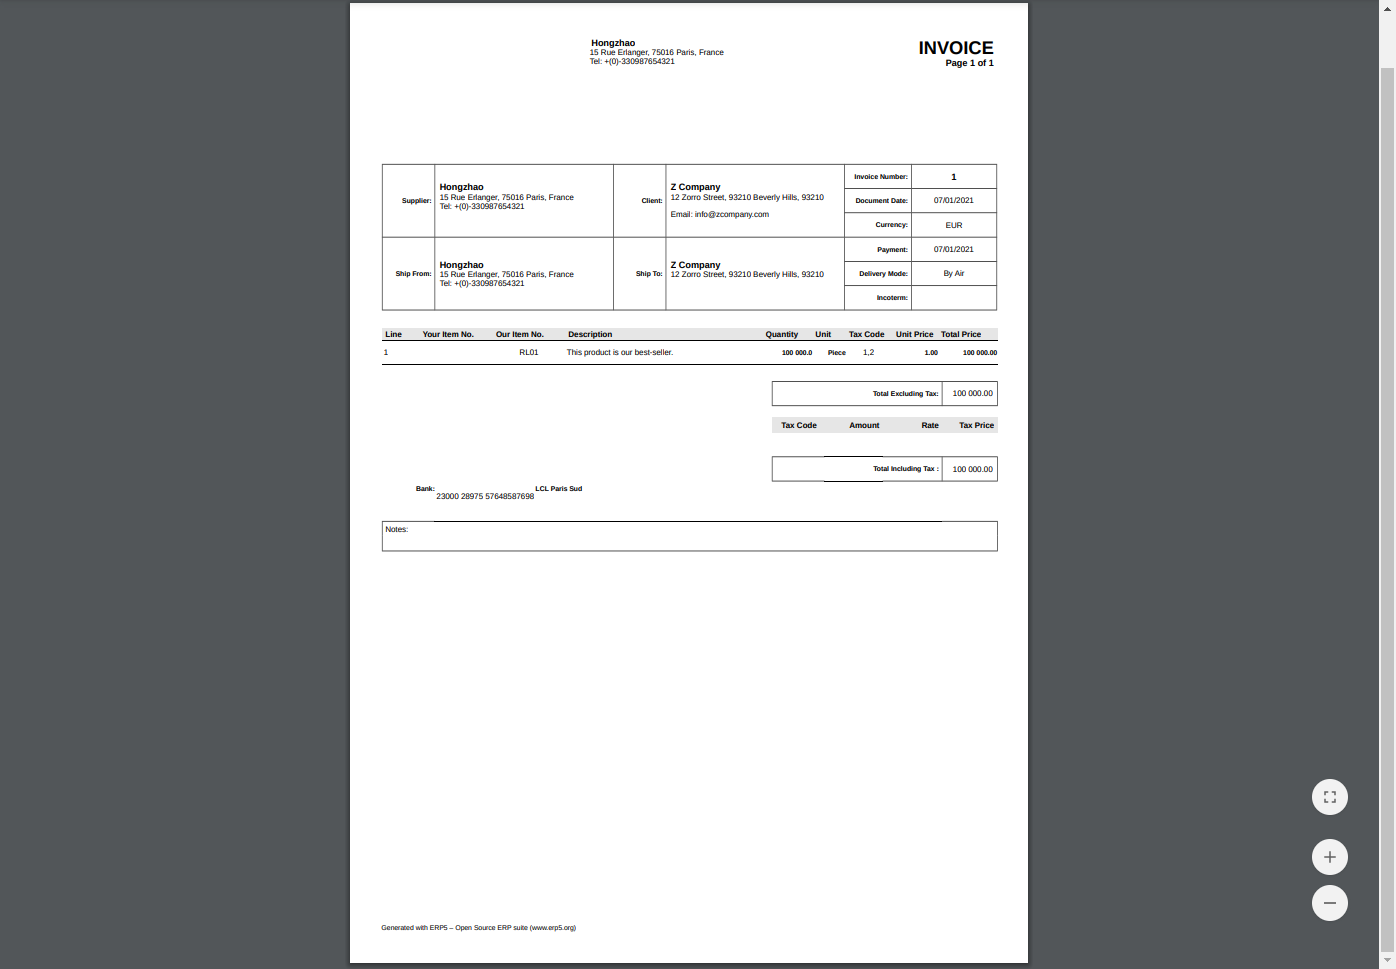 Hongzhao
15 Rue Erlanger, 75016 Paris, France
Tel: +(0)-330987654321
INVOICE
Page 1 of 1
Supplier:
Hongzhao
15 Rue Erlanger, 75016 Paris, France
Tel: +(0)-330987654321
Client:
Z Company
12 Zorro Street, 93210 Beverly Hills, 93210
Email: info@zcompany.com
Invoice Number: 1
Document Date: 07/01/2021
Currency: EUR
Ship From:
Hongzhao
15 Rue Erlanger, 75016 Paris, France
Tel: +(0)-330987654321
Ship To:
Z Company
12 Zorro Street, 93210 Beverly Hills, 93210
Payment: 07/01/2021
Delivery Mode: By Air
Incoterm:
Line Your Item No. Our Item No. Description Quantity Unit Tax Code Unit Price Total Price
1 RL01 This product is our best-seller. 100 000.0 Piece 1,2 1.00 100 000.00
Total Excluding Tax: 100 000.00
Tax Code Amount Rate Tax Price
Total Including Tax : 100 000.00
Bank: LCL Paris Sud
23000 28975 57648587698
Notes:
Generated with ERP5 – Open Source ERP suite (www.erp5.org)